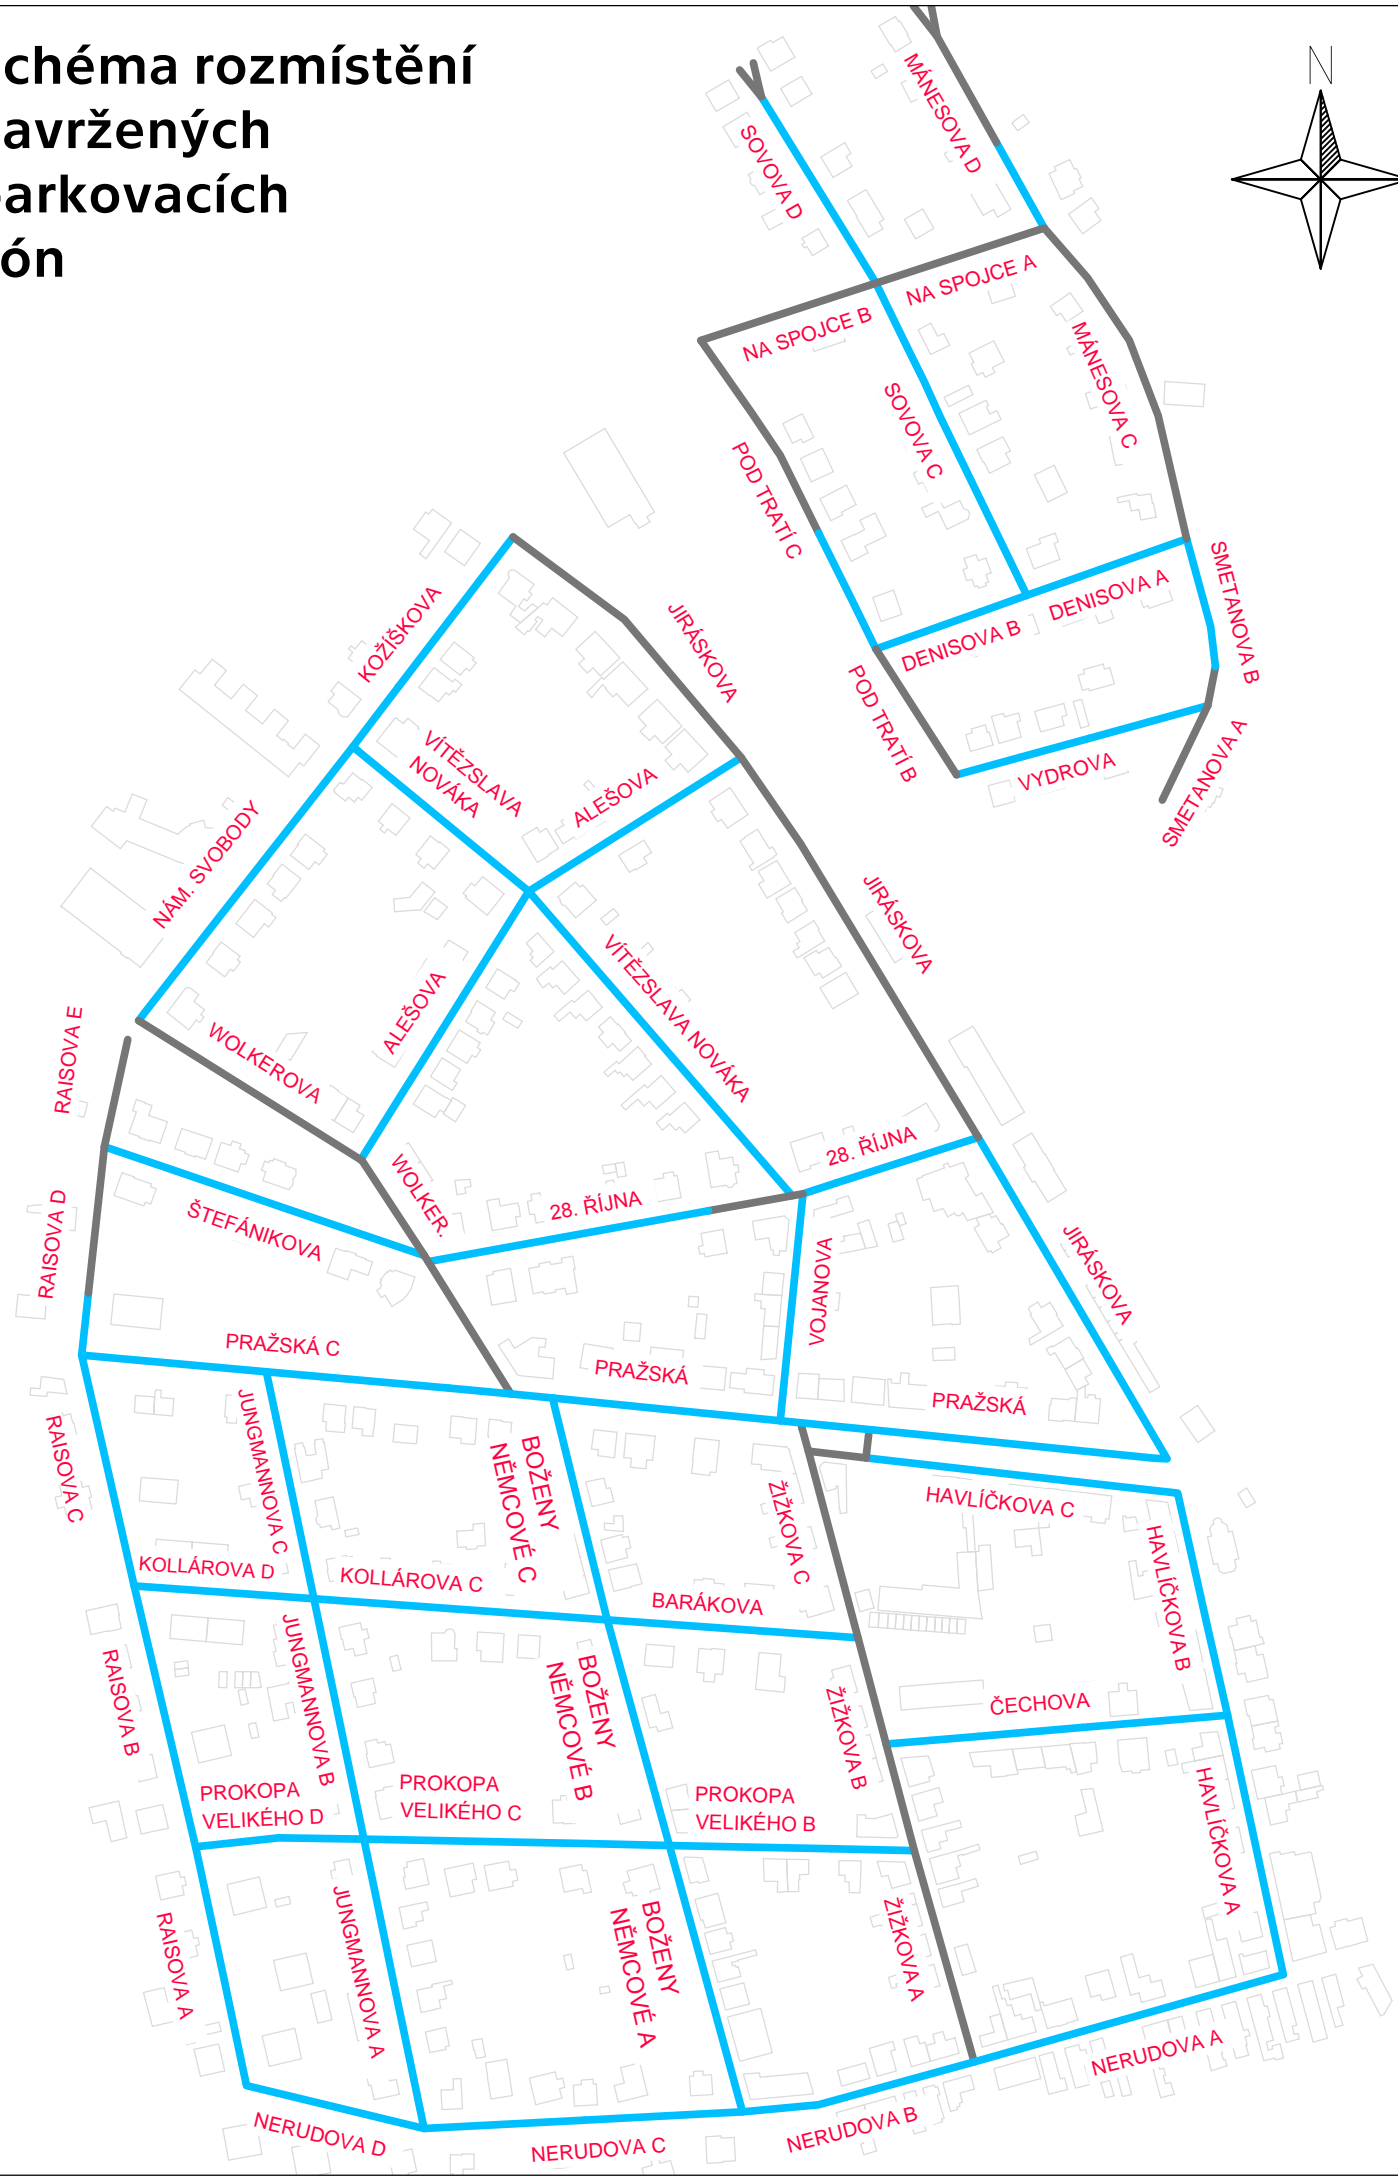 chéma rozmístění
avržených
arkovacích
ón
N
MÁNESOVA D
SOVOVA D
NA SPOJCE A
NA SPOJCE B
MÁNESOVA C
SOVOVA C
POD TRATÍ C
SMETANOVA B
DENISOVA A
DENISOVA B
POD TRATÍ B
VYDROVA
SMETANOVA A
KOŽÍŠKOVA
JIRÁSKOVA
VÍTĚZSLAVA
NOVÁKA
ALEŠOVA
NÁM. SVOBODY
JIRÁSKOVA
VÍTĚZSLAVA NOVÁKA
ALEŠOVA
RAISOVA E
WOLKEROVA
28. ŘÍJNA
WOLKER.
28. ŘÍJNA
RAISOVA D
ŠTEFÁNIKOVA
VOJANOVA
JIRÁSKOVA
PRAŽSKÁ C
PRAŽSKÁ
PRAŽSKÁ
RAISOVA C
JUNGMANNOVA C
BOŽENY
NĚMCOVÉ C
ŽIŽKOVA C
HAVLÍČKOVA C
HAVLÍČKOVA B
KOLLÁROVA D
KOLLÁROVA C
BARÁKOVA
RAISOVA B
JUNGMANNOVA B
BOŽENY
NĚMCOVÉ B
ŽIŽKOVA B
ČECHOVA
HAVLÍČKOVA A
PROKOPA
VELIKÉHO D
PROKOPA
VELIKÉHO C
PROKOPA
VELIKÉHO B
RAISOVA A
JUNGMANNOVA A
BOŽENY
NĚMCOVÉ A
ŽIŽKOVA A
NERUDOVA A
NERUDOVA B
NERUDOVA C
NERUDOVA D